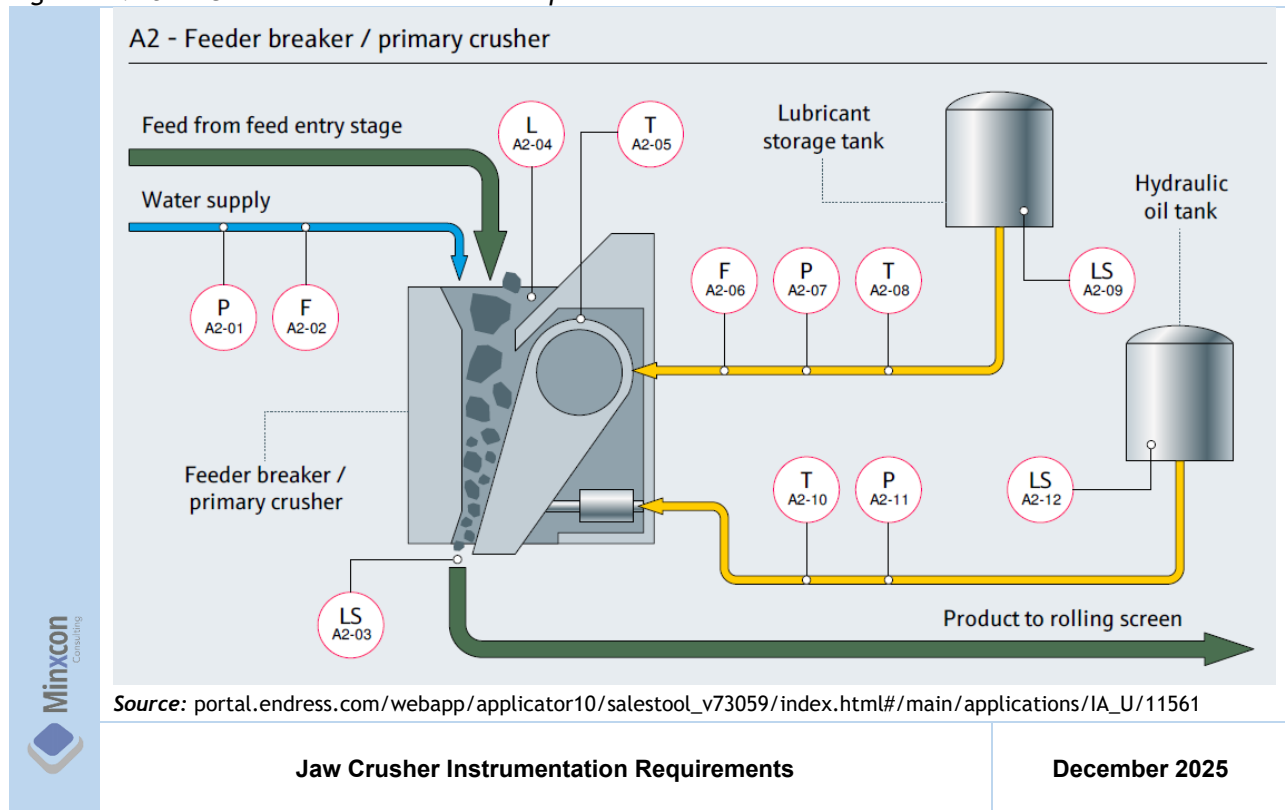 A2 - Feeder breaker / primary crusher
Feed from feed entry stage
Water supply
L
A2-04
T
A2-05
Lubricant
storage tank
Hydraulic
oil tank
P
A2-01
F
A2-02
F
A2-06
P
A2-07
T
A2-08
LS
A2-09
Feeder breaker /
primary crusher
T
A2-10
P
A2-11
LS
A2-12
LS
A2-03
Product to rolling screen
Minxcon
Consulting
Source: portal.endress.com/webapp/applicator10/salestool_v73059/index.html#/main/applications/IA_U/11561
Jaw Crusher Instrumentation Requirements
December 2025